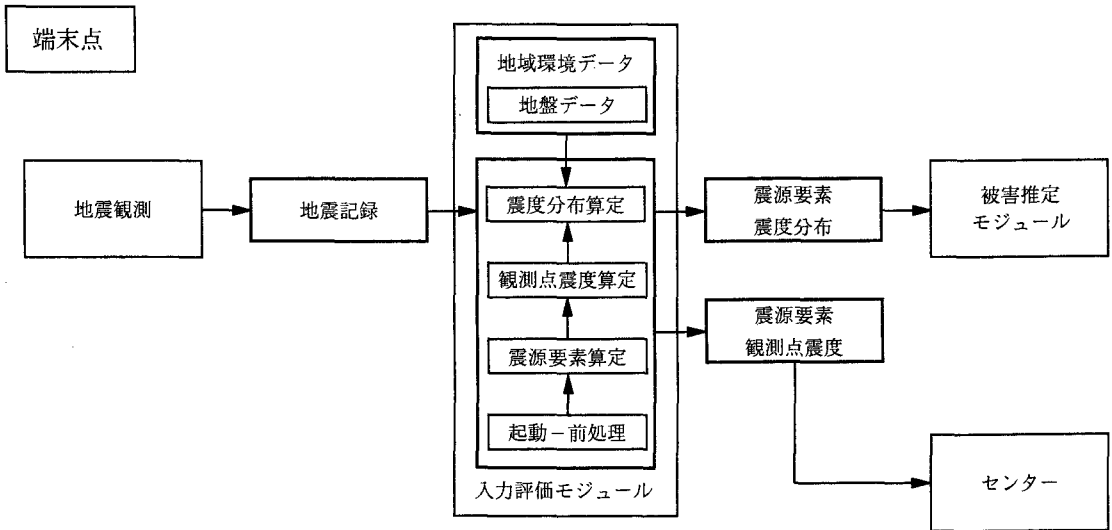 端末点
地域環境データ
地盤データ
地震観測
地震記録
震度分布算定
観測点震度算定
震源要素算定
起動－前処理
入力評価モジュール
震源要素
震度分布
被害推定
モジュール
震源要素
観測点震度
センター